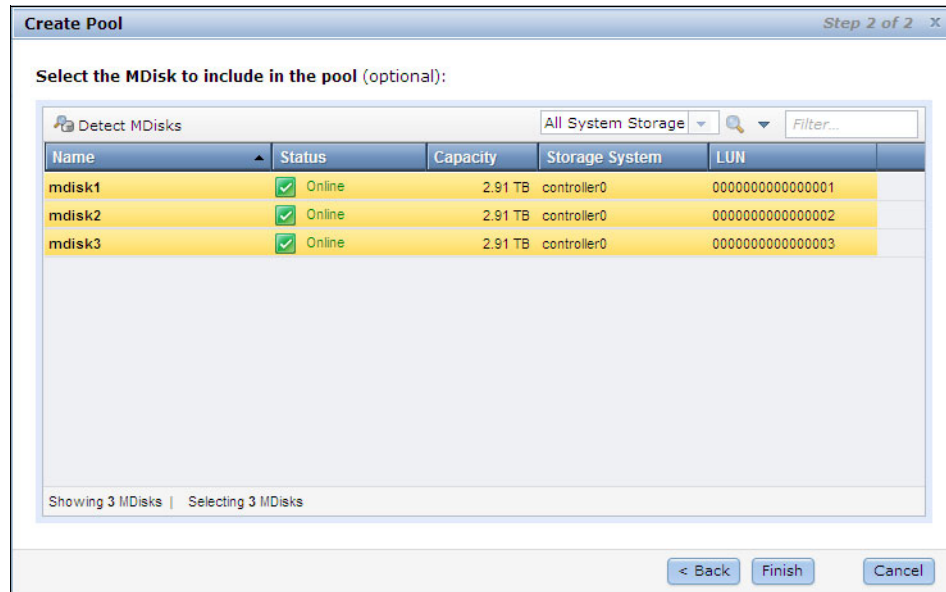 Create Pool Step 2 of 2 X
Select the MDisk to include in the pool (optional):
Detect MDisks All System Storage Filter...
Name Status Capacity Storage System LUN
mdisk1 Online 2.91 TB controller0 0000000000000001
mdisk2 Online 2.91 TB controller0 0000000000000002
mdisk3 Online 2.91 TB controller0 0000000000000003
Showing 3 MDisks | Selecting 3 MDisks
< Back Finish Cancel